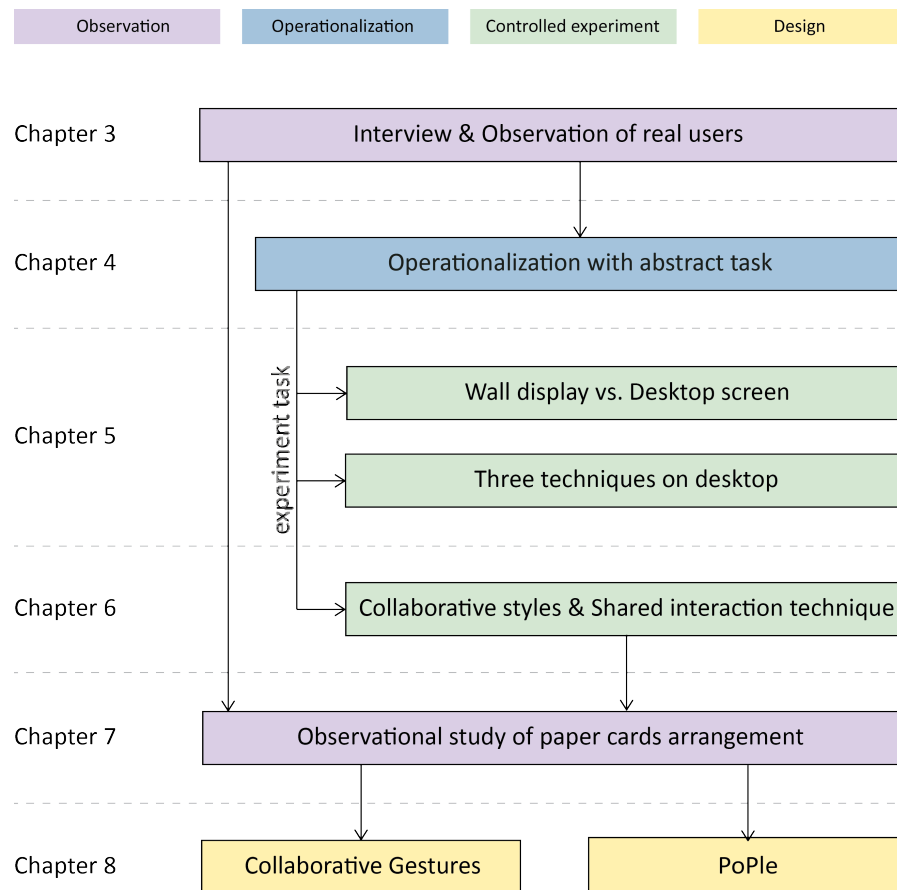 Observation
Operationalization
Controlled experiment
Design
Chapter 3
Interview & Observation of real users
Chapter 4
Operationalization with abstract task
experiment task
Chapter 5
Wall display vs. Desktop screen
Three techniques on desktop
Chapter 6
Collaborative styles & Shared interaction technique
Chapter 7
Observational study of paper cards arrangement
Chapter 8
Collaborative Gestures
PoPle